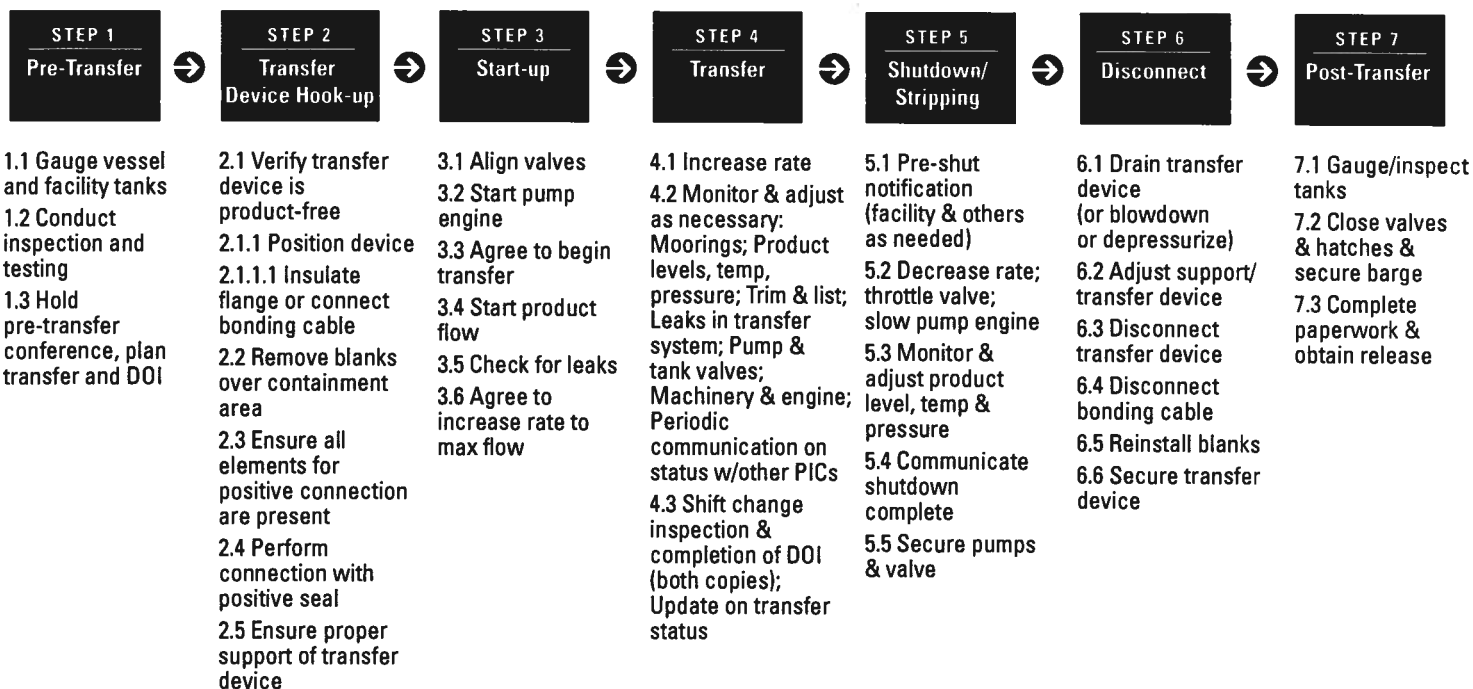 STEP 1
Pre-Transfer
1.1 Gauge vessel
and facility tanks
1.2 Conduct
inspection and
testing
1.3 Hold
pre-transfer
conference, plan
transfer and DOI
STEP 2
Transfer
Device Hook-up
2.1 Verify transfer
device is
product-free
2.1.1 Position device
2.1.1.1 Insulate
flange or connect
bonding cable
2.2 Remove blanks
over containment
area
2.3 Ensure all
elements for
positive connection
are present
2.4 Perform
connection with
positive seal
2.5 Ensure proper
support of transfer
device
STEP 3
Start-up
3.1 Align valves
3.2 Start pump
engine
3.3 Agree to begin
transfer
3.4 Start product
flow
3.5 Check for leaks
3.6 Agree to
increase rate to
max flow
STEP 4
Transfer
4.1 Increase rate
4.2 Monitor & adjust
as necessary:
Moorings; Product
levels, temp,
pressure; Trim & list;
Leaks in transfer
system; Pump &
tank valves;
Machinery & engine;
Periodic
communication on
status w/other PICs
4.3 Shift change
inspection &
completion of DOI
(both copies);
Update on transfer
status
STEP 5
Shutdown/
Stripping
5.1 Pre-shut
notification
(facility & others
as needed)
5.2 Decrease rate;
throttle valve;
slow pump engine
5.3 Monitor &
adjust product
level, temp &
pressure
5.4 Communicate
shutdown
complete
5.5 Secure pumps
& valve
STEP 6
Disconnect
6.1 Drain transfer
device
(or blowdown
or depressurize)
6.2 Adjust support/
transfer device
6.3 Disconnect
transfer device
6.4 Disconnect
bonding cable
6.5 Reinstall blanks
6.6 Secure transfer
device
STEP 7
Post-Transfer
7.1 Gauge/inspect
tanks
7.2 Close valves
& hatches &
secure barge
7.3 Complete
paperwork &
obtain release